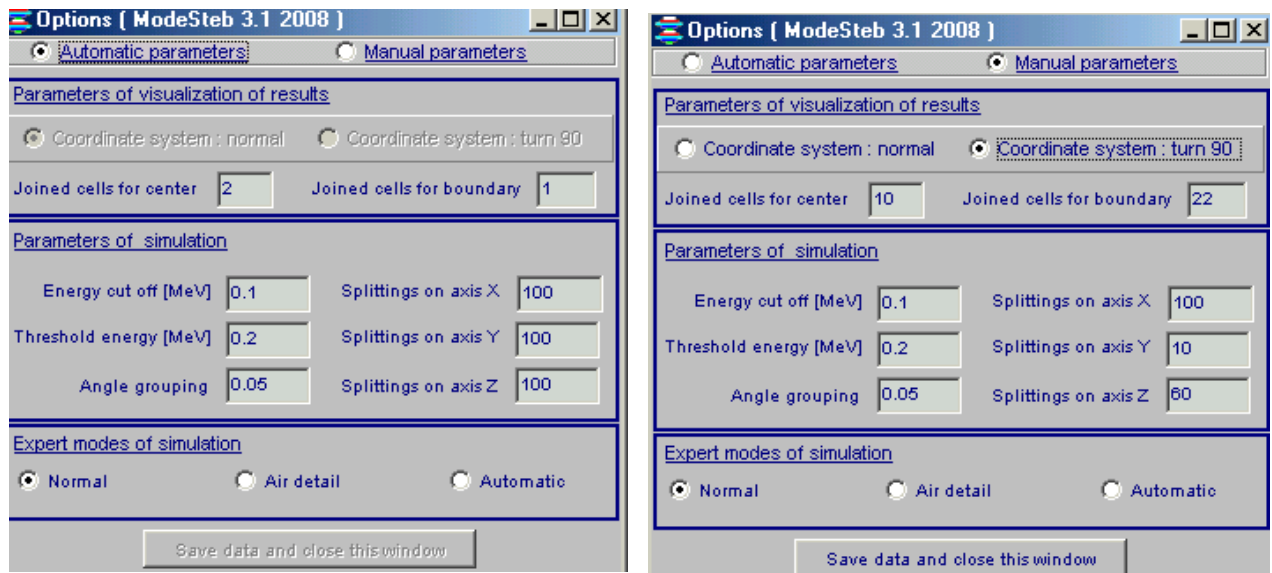 Options ( ModeSteb 3.1 2008 )
Automatic parameters Manual parameters
Parameters of visualization of results
Coordinate system : normal Coordinate system : turn 90
Joined cells for center 2 Joined cells for boundary 1
Parameters of simulation
Energy cut off [MeV] 0.1 Splittings on axis X 100
Threshold energy [MeV] 0.2 Splittings on axis Y 100
Angle grouping 0.05 Splittings on axis Z 100
Expert modes of simulation
Normal Air detail Automatic
Save data and close this window
Options ( ModeSteb 3.1 2008 )
Automatic parameters Manual parameters
Parameters of visualization of results
Coordinate system : normal Coordinate system : turn 90
Joined cells for center 10 Joined cells for boundary 22
Parameters of simulation
Energy cut off [MeV] 0.1 Splittings on axis X 100
Threshold energy [MeV] 0.2 Splittings on axis Y 10
Angle grouping 0.05 Splittings on axis Z 60
Expert modes of simulation
Normal Air detail Automatic
Save data and close this window